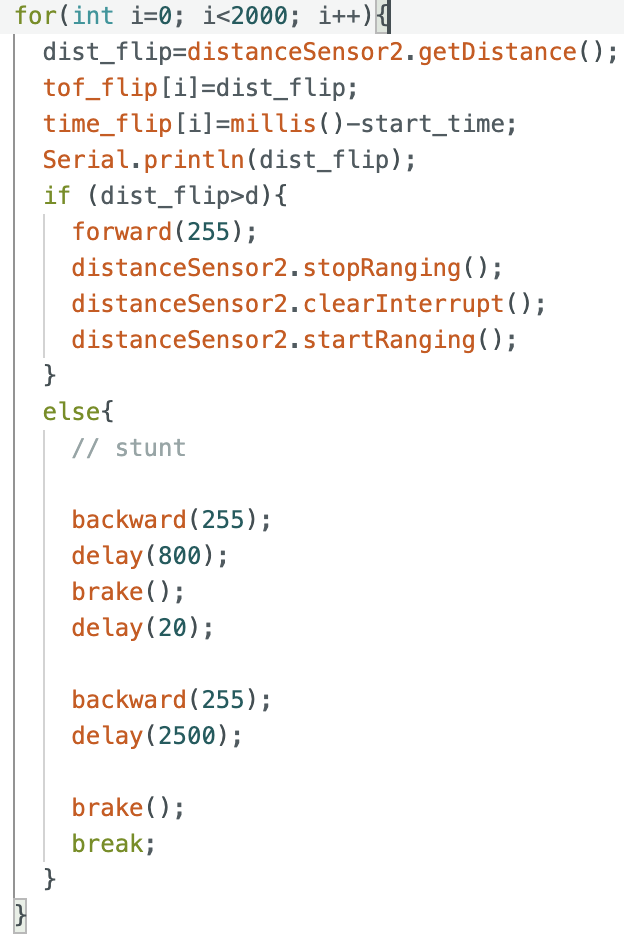 for(int i=0; i<2000; i++){
dist_flip=distanceSensor2.getDistance();
tof_flip[i]=dist_flip;
time_flip[i]=millis()-start_time;
Serial.println(dist_flip);
if (dist_flip>d){
forward(255);
distanceSensor2.stopRanging();
distanceSensor2.clearInterrupt();
distanceSensor2.startRanging();
}
else{
// stunt
backward(255);
delay(800);
brake();
delay(20);
backward(255);
delay(2500);
brake();
break;
}
}